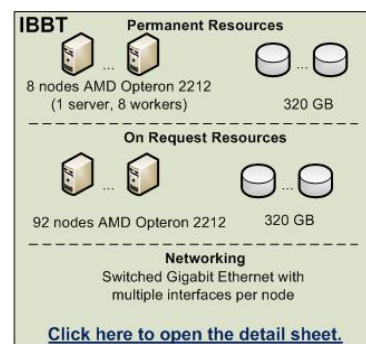 IBBT
Permanent Resources
... ...
8 nodes AMD Opteron 2212
(1 server, 8 workers)
320 GB
On Request Resources
... ...
92 nodes AMD Opteron 2212
320 GB
Networking
Switched Gigabit Ethernet with
multiple interfaces per node
Click here to open the detail sheet.